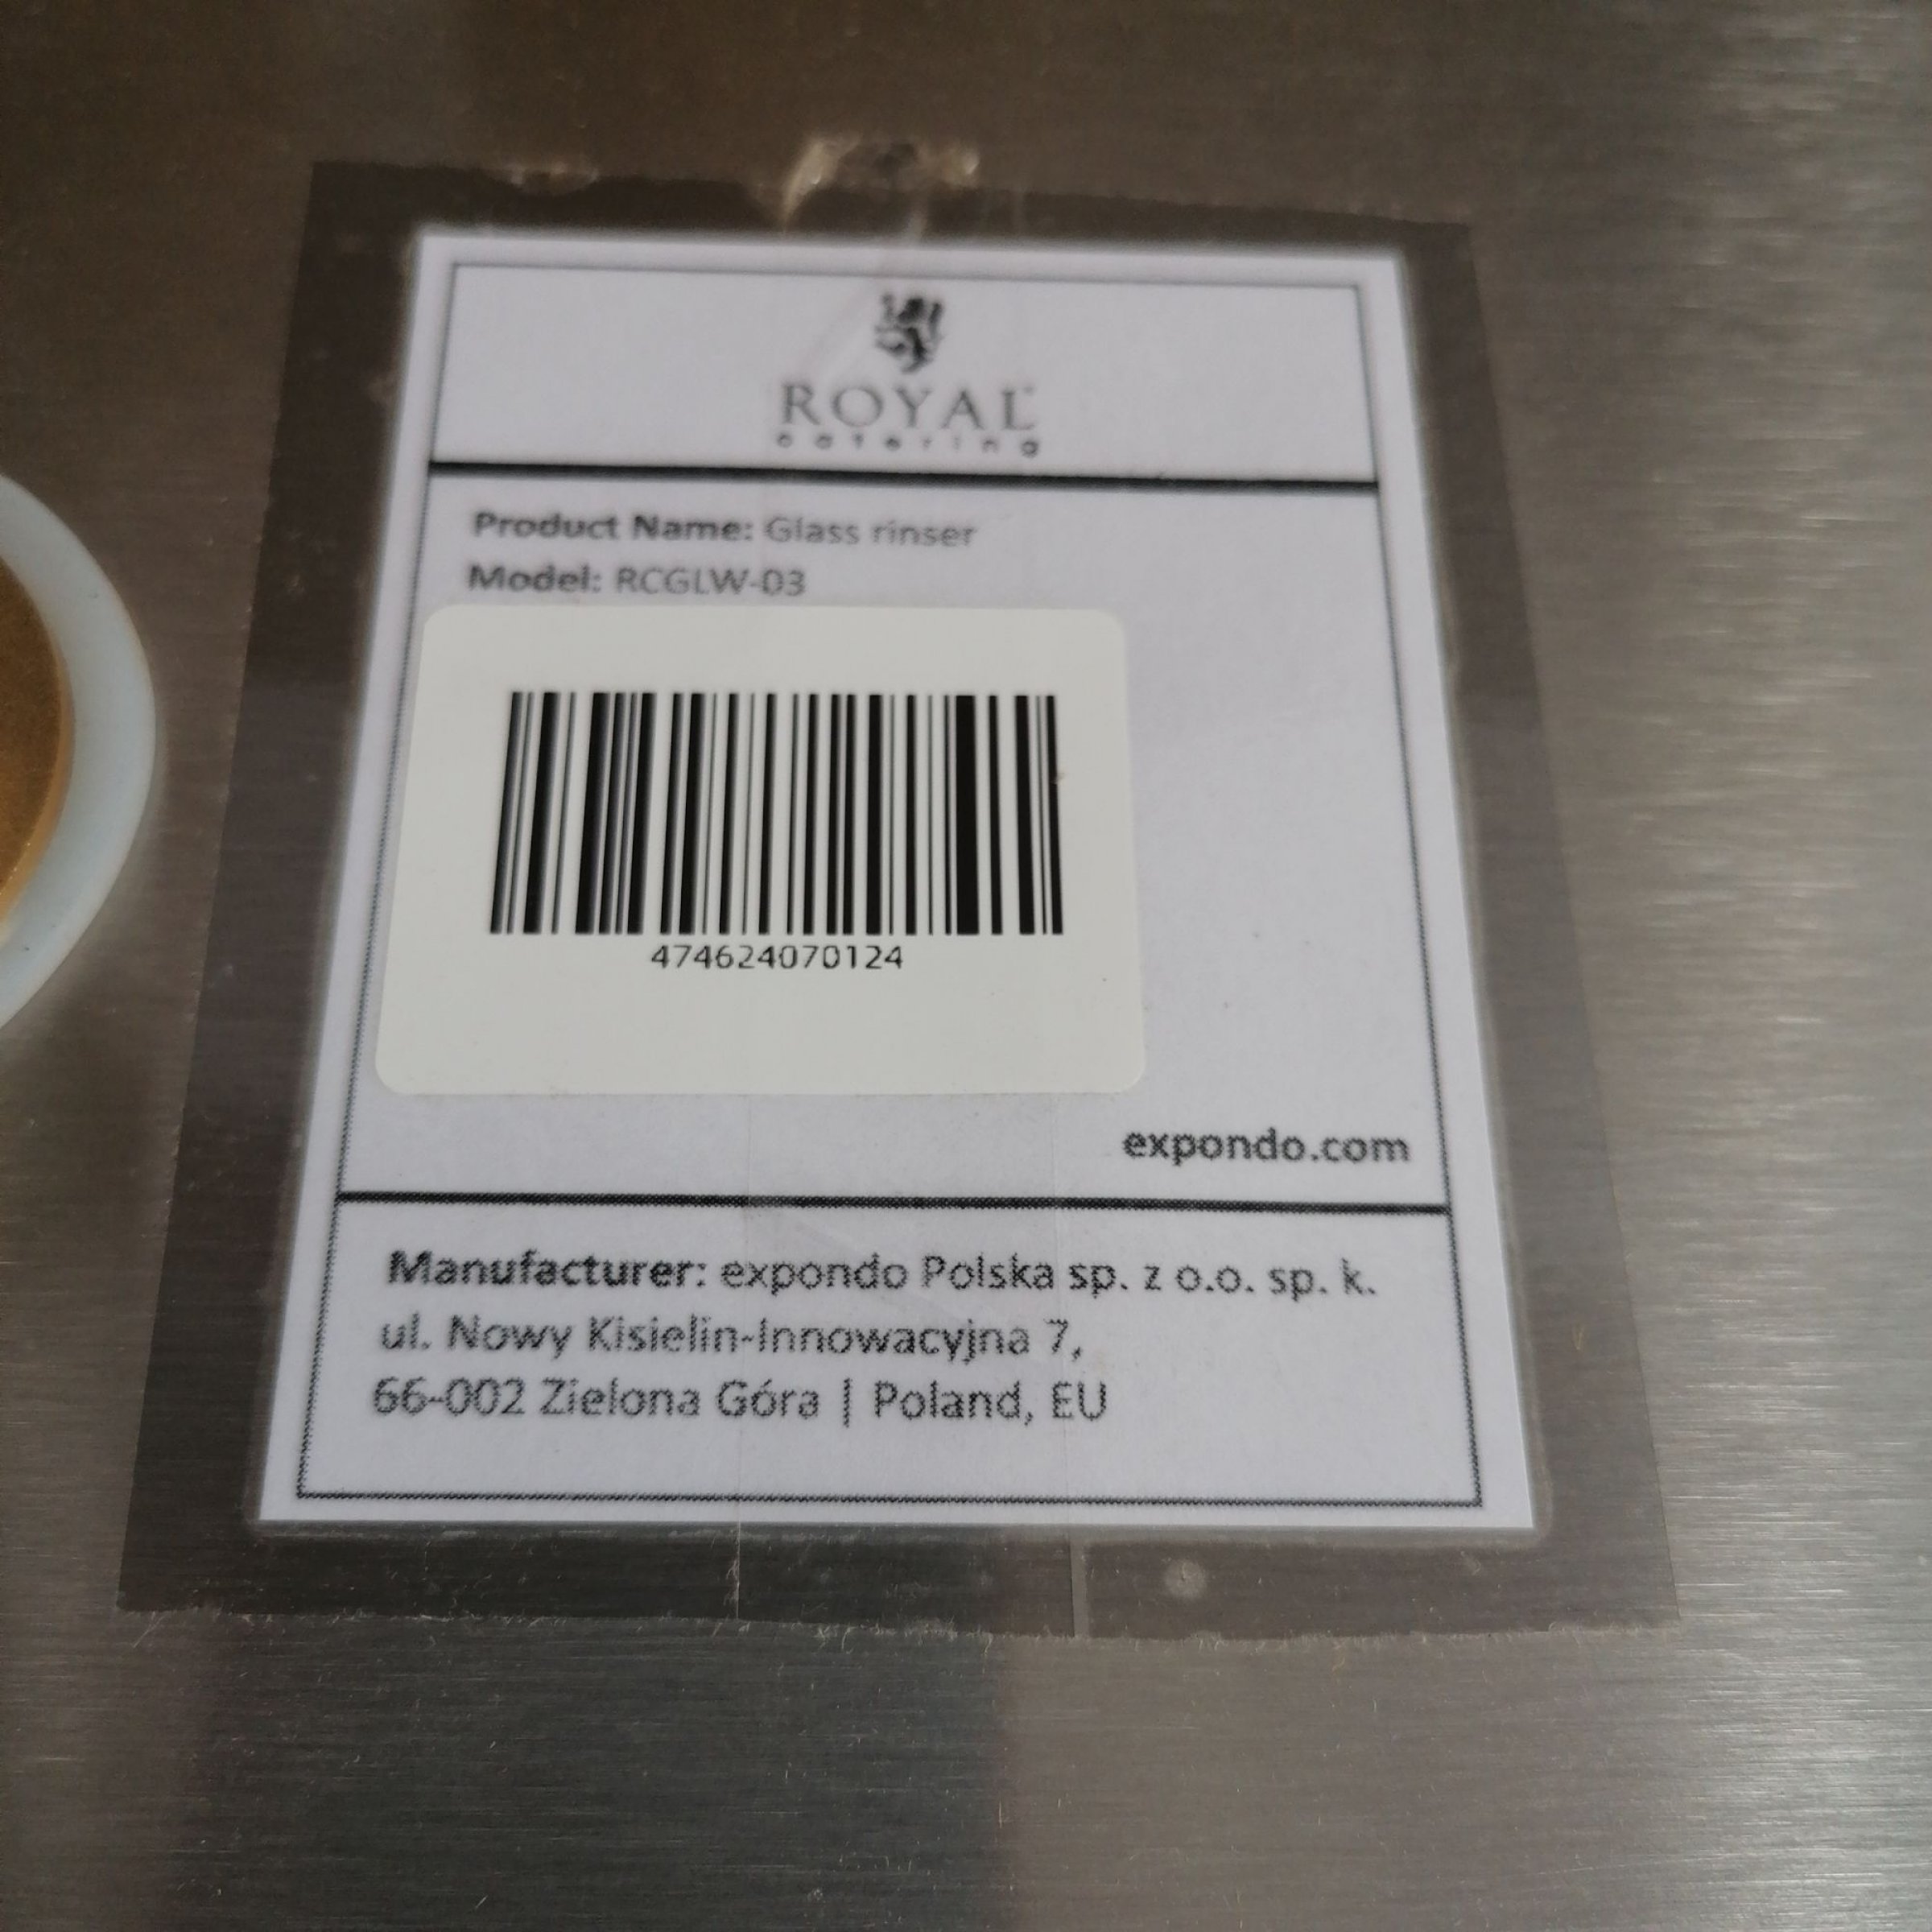 ROYAL
catering
Product Name: Glass rinser
Model: RCGLW-03
474624070124
expondo.com
Manufacturer: expondo Polska sp. z o.o. sp. k.
ul. Nowy Kisielin-Innowacyjna 7,
66-002 Zielona Góra | Poland, EU